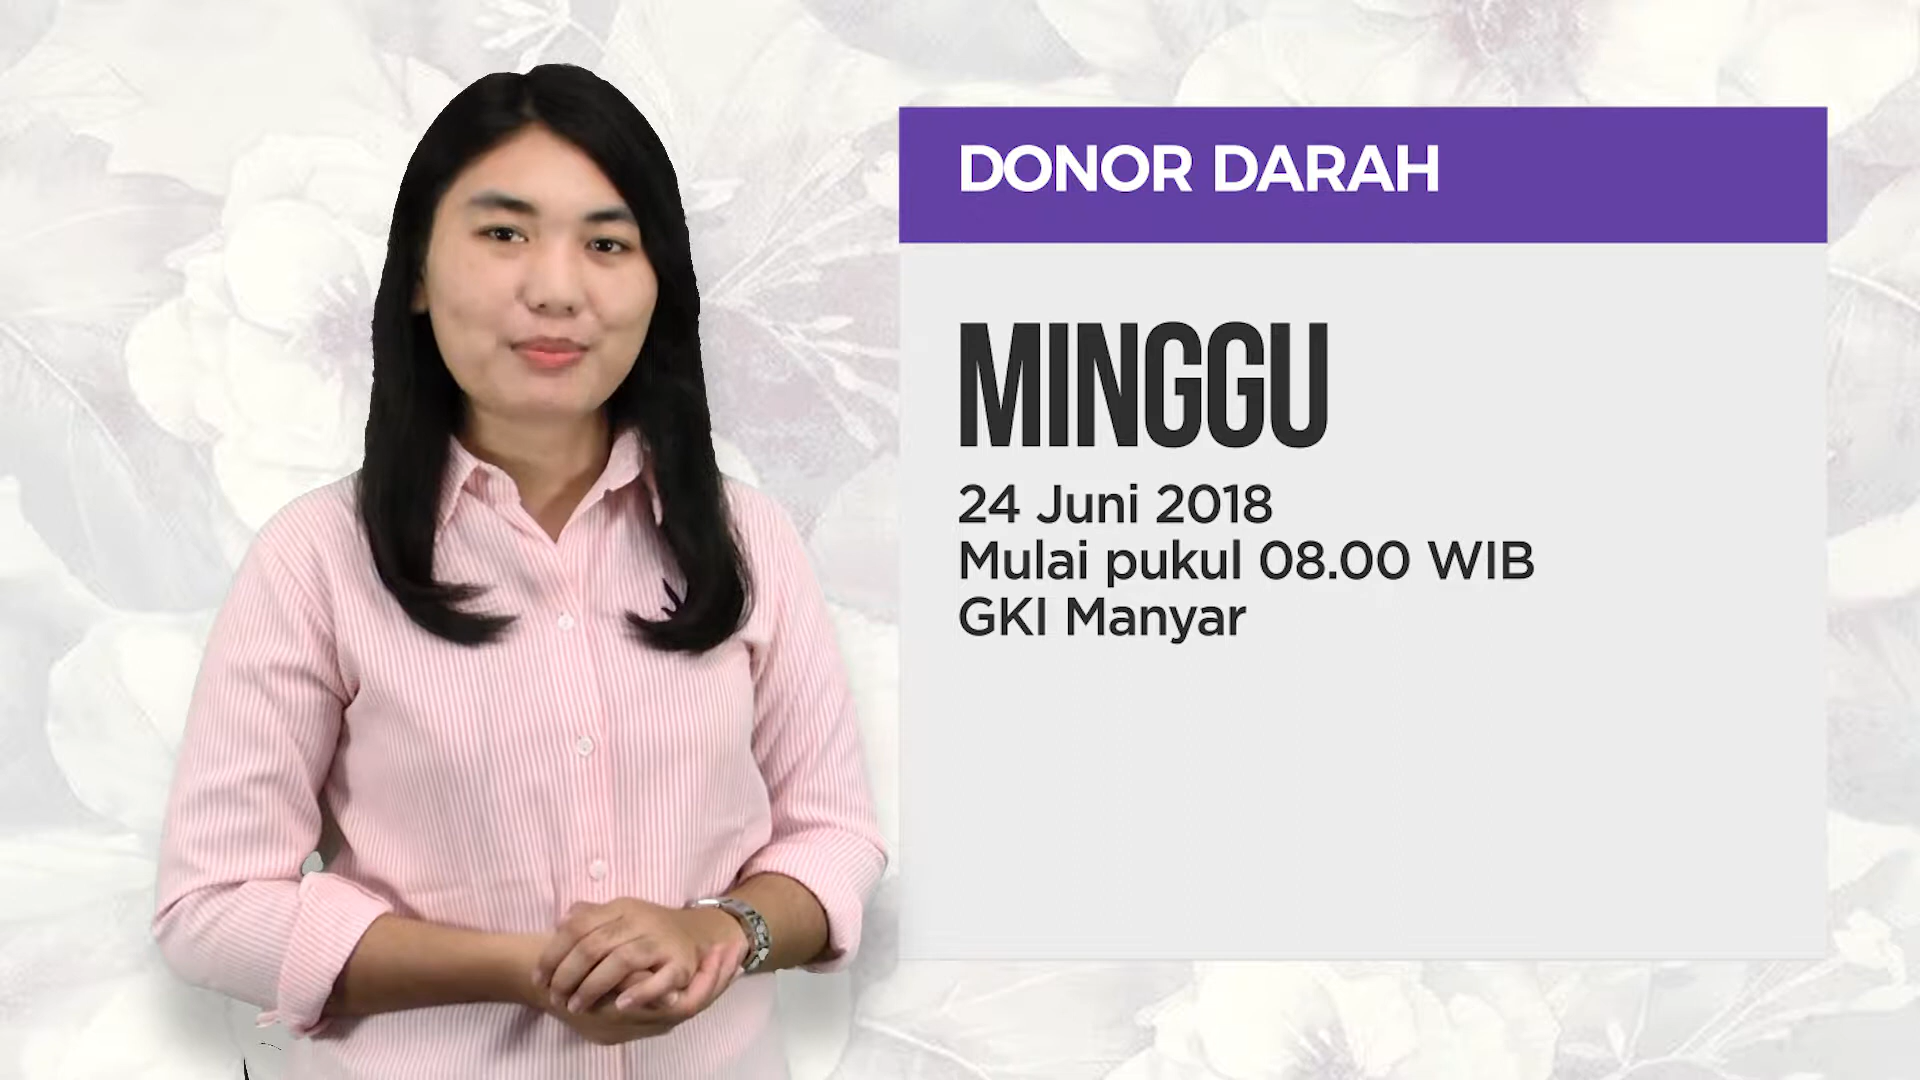 DONOR DARAH
MINGGU
24 Juni 2018
Mulai pukul 08.00 WIB
GKI Manyar